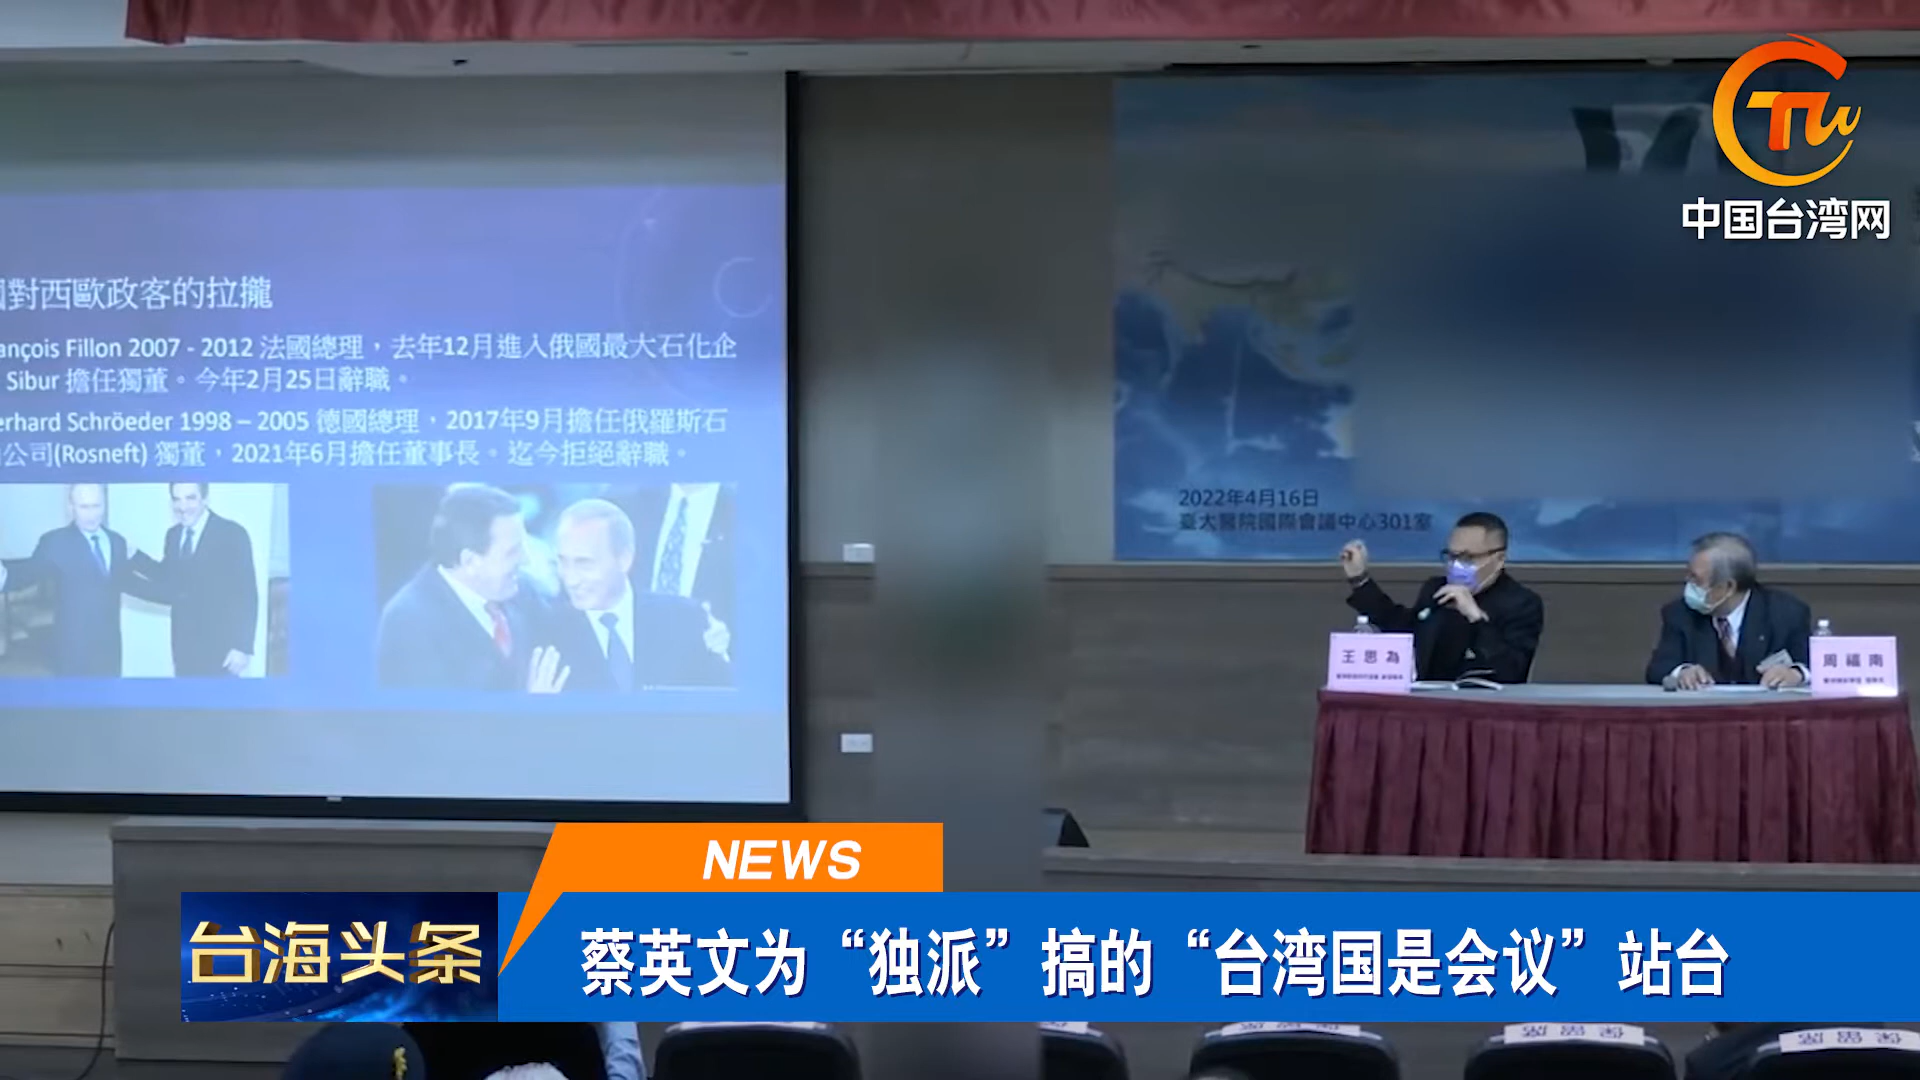 中国台湾网
對西歐政客的拉攏
ançois Fillon 2007 - 2012 法國總理，去年12月進入俄國最大石化企
Sibur 擔任獨董。今年2月25日辭職。
erhard Schröeder 1998 – 2005 德國總理，2017年9月擔任俄羅斯石
公司(Rosneft) 獨董，2021年6月擔任董事長。迄今拒絕辭職。
2022年4月16日
臺大醫院國際會議中心301室
王思為
周福南
NEWS
台海头条
蔡英文为“独派”搞的“台湾国是会议”站台
保留席
保留席